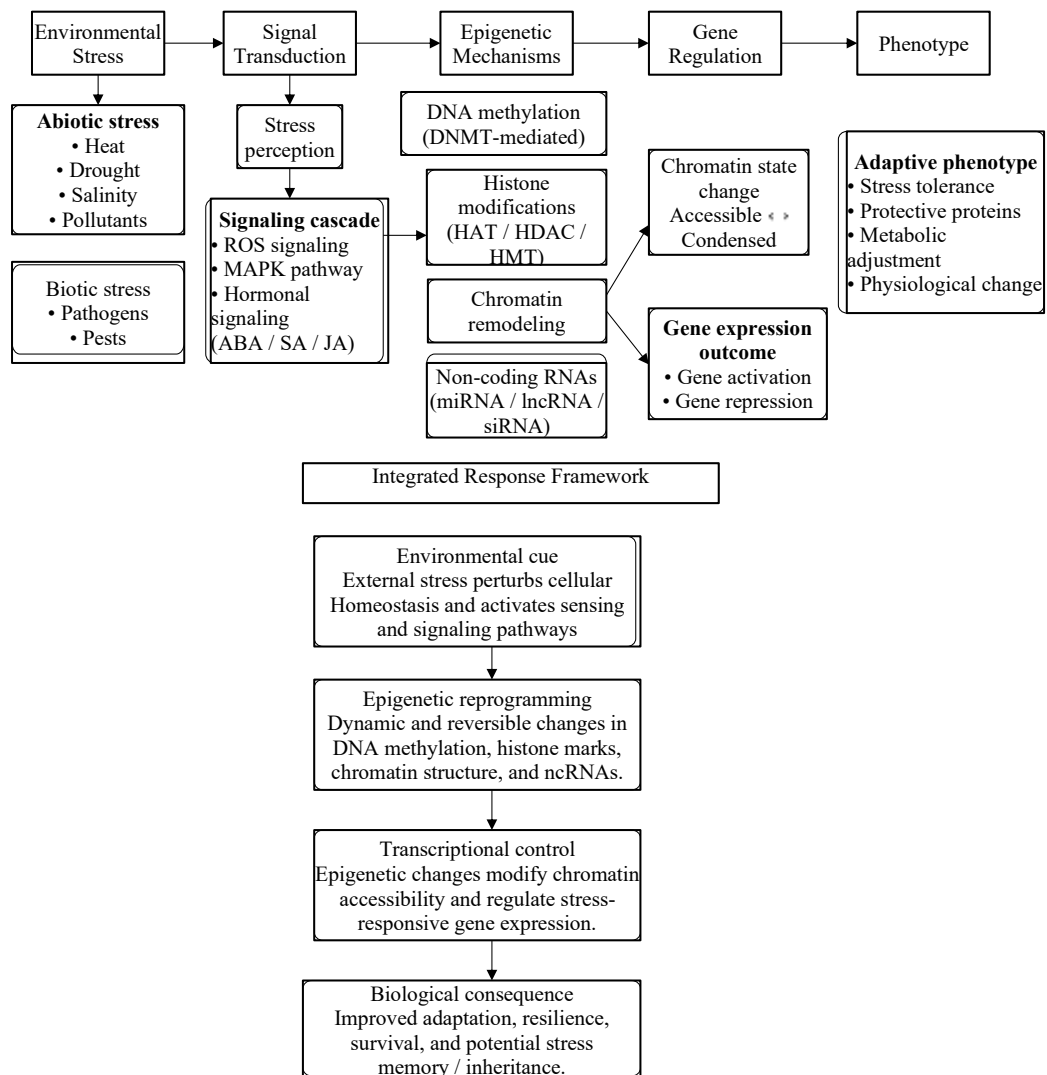 Environmental
Stress
Signal
Transduction
Epigenetic
Mechanisms
Gene
Regulation
Phenotype
Abiotic stress
• Heat
• Drought
• Salinity
• Pollutants
Biotic stress
• Pathogens
• Pests
Stress
perception
Signaling cascade
• ROS signaling
• MAPK pathway
• Hormonal
signaling
(ABA / SA / JA)
DNA methylation
(DNMT-mediated)
Histone
modifications
(HAT / HDAC /
HMT)
Chromatin
remodeling
Non-coding RNAs
(miRNA / lncRNA /
siRNA)
Chromatin state
change
Accessible ‹ ›
Condensed
Gene expression
outcome
• Gene activation
• Gene repression
Adaptive phenotype
• Stress tolerance
• Protective proteins
• Metabolic
adjustment
• Physiological change
Integrated Response Framework
Environmental cue
External stress perturbs cellular
Homeostasis and activates sensing
and signaling pathways
Epigenetic reprogramming
Dynamic and reversible changes in
DNA methylation, histone marks,
chromatin structure, and ncRNAs.
Transcriptional control
Epigenetic changes modify chromatin
accessibility and regulate stress-
responsive gene expression.
Biological consequence
Improved adaptation, resilience,
survival, and potential stress
memory / inheritance.